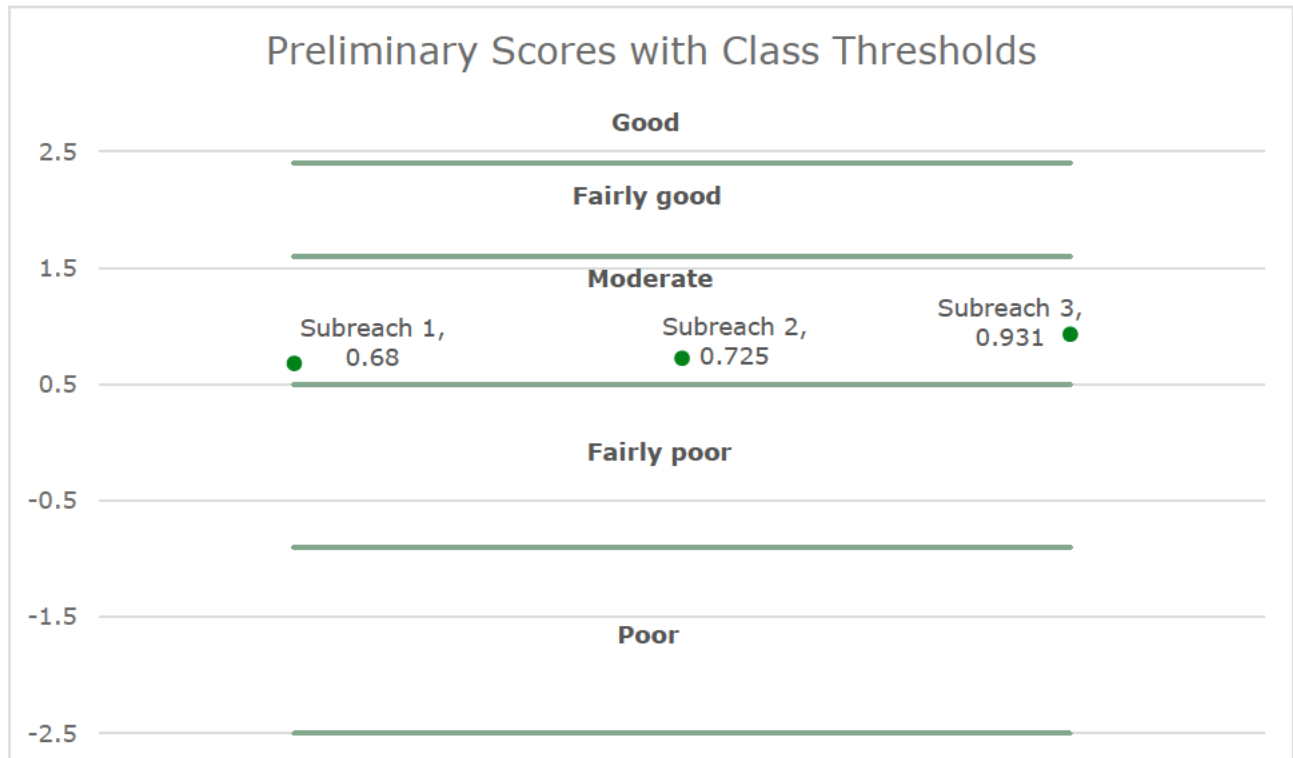 Preliminary Scores with Class Thresholds
Good
2.5
Fairly good
1.5
Moderate
Subreach 1,
0.68
Subreach 2,
0.725
Subreach 3,
0.931
0.5
Fairly poor
-0.5
-1.5
Poor
-2.5